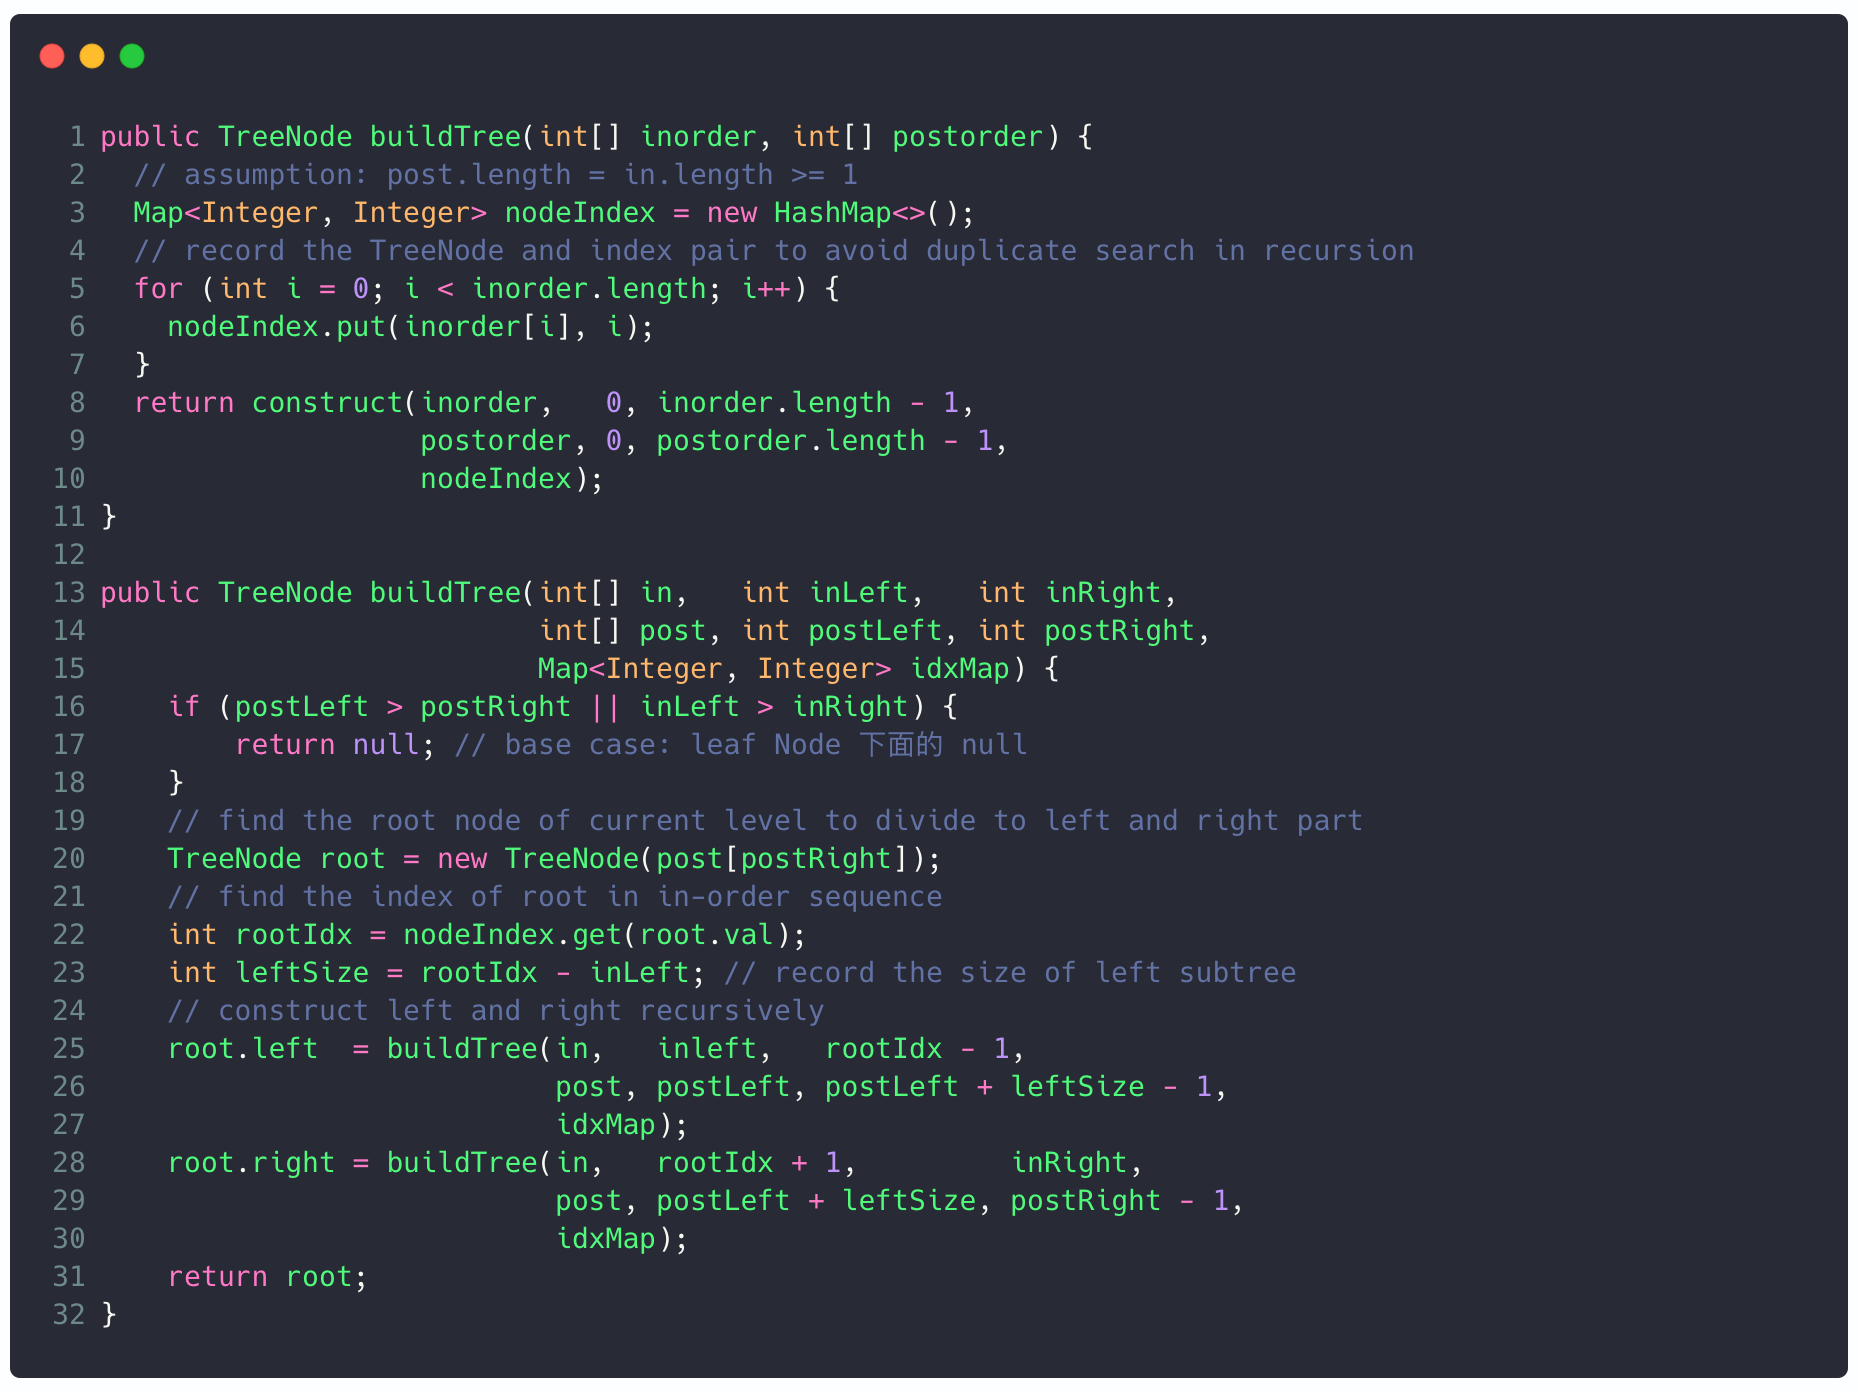 1 public TreeNode buildTree(int[] inorder, int[] postorder) {
2   // assumption: post.length = in.length >= 1
3   Map<Integer, Integer> nodeIndex = new HashMap<>();
4   // record the TreeNode and index pair to avoid duplicate search in recursion
5   for (int i = 0; i < inorder.length; i++) {
6     nodeIndex.put(inorder[i], i);
7   }
8   return construct(inorder,   0, inorder.length - 1,
9                    postorder, 0, postorder.length - 1,
10                    nodeIndex);
11 }
12
13 public TreeNode buildTree(int[] in,   int inLeft,   int inRight,
14                           int[] post, int postLeft, int postRight,
15                           Map<Integer, Integer> idxMap) {
16     if (postLeft > postRight || inLeft > inRight) {
17         return null; // base case: leaf Node 下面的 null
18     }
19     // find the root node of current level to divide to left and right part
20     TreeNode root = new TreeNode(post[postRight]);
21     // find the index of root in in-order sequence
22     int rootIdx = nodeIndex.get(root.val);
23     int leftSize = rootIdx - inLeft; // record the size of left subtree
24     // construct left and right recursively
25     root.left  = buildTree(in,   inleft,   rootIdx - 1,
26                            post, postLeft, postLeft + leftSize - 1,
27                            idxMap);
28     root.right = buildTree(in,   rootIdx + 1,         inRight,
29                            post, postLeft + leftSize, postRight - 1,
30                            idxMap);
31     return root;
32 }